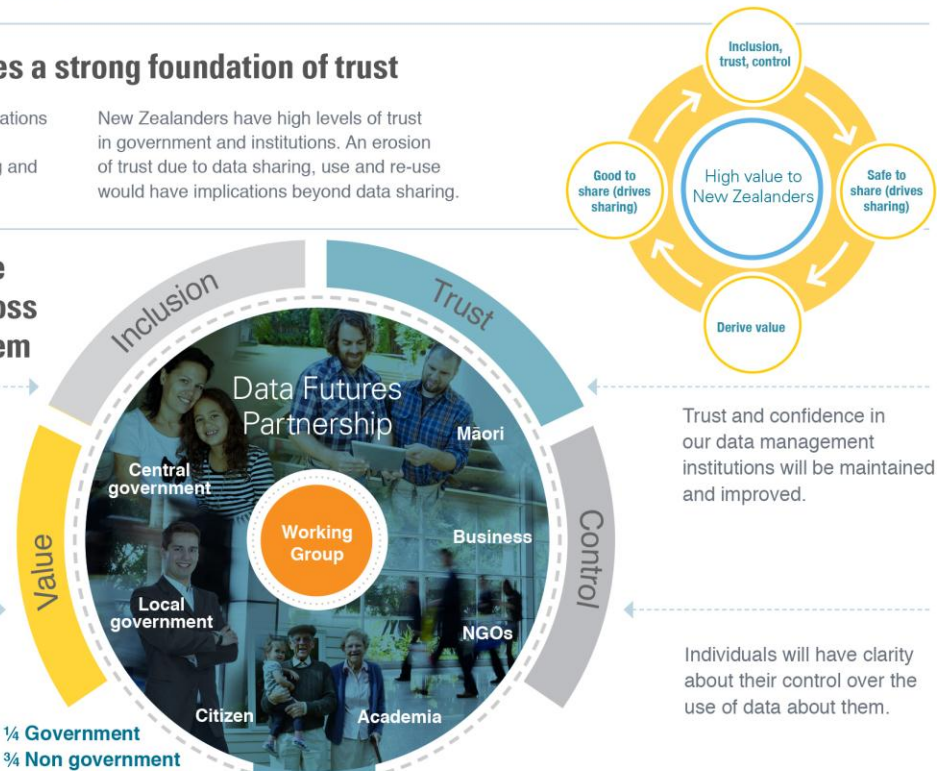 es a strong foundation of trust
ations
g and
New Zealanders have high levels of trust
in government and institutions. An erosion
of trust due to data sharing, use and re-use
would have implications beyond data sharing.
Inclusion,
trust, control
Good to
share (drives
sharing)
High value to
New Zealanders
Safe to
share (drives
sharing)
Derive value
e
oss
em
Inclusion
Trust
Control
Value
Data Futures
Partnership
Māori
Central
government
Working
Group
Business
Local
government
NGOs
Citizen
Academia
Trust and confidence in
our data management
institutions will be maintained
and improved.
Individuals will have clarity
about their control over the
use of data about them.
¼ Government
¾ Non government